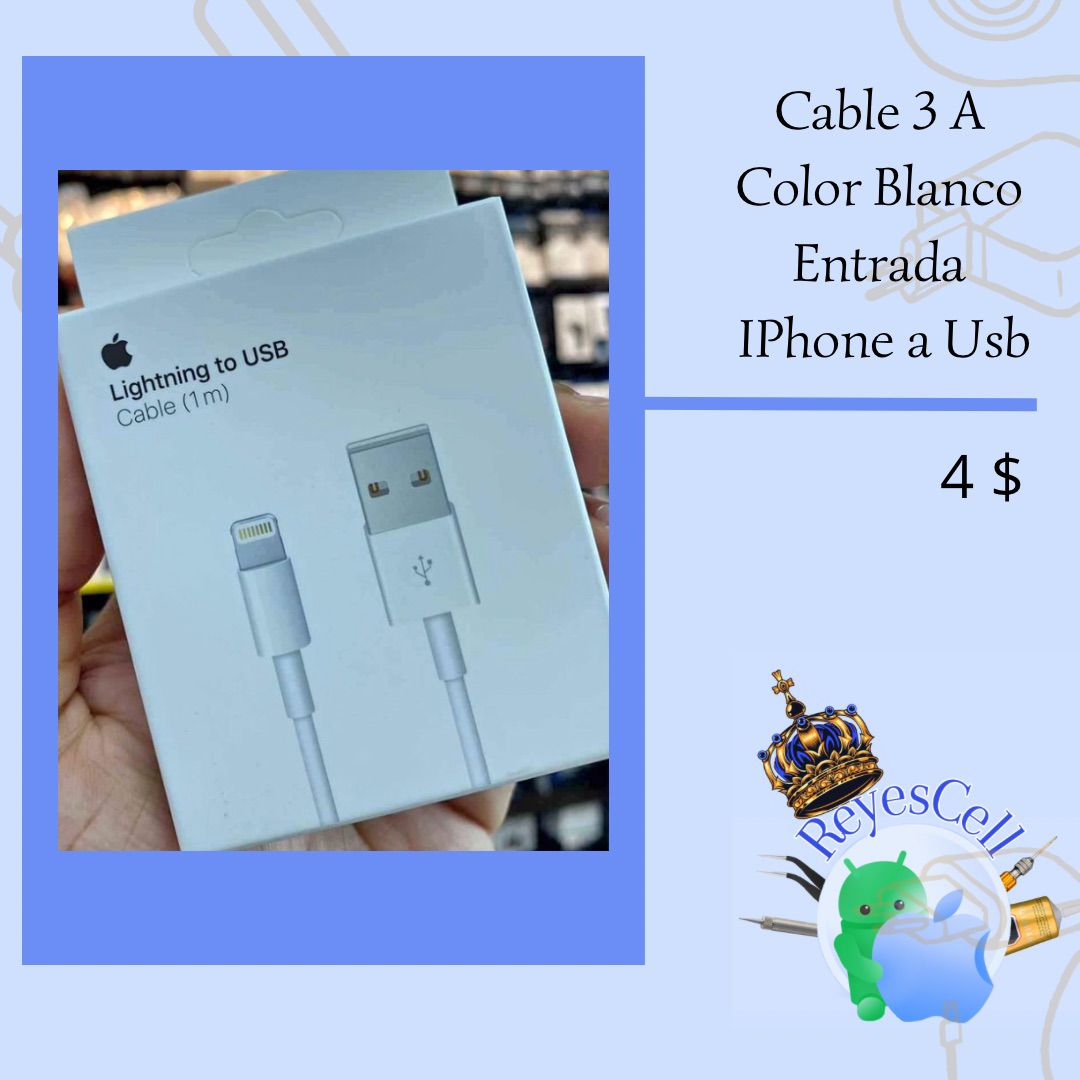 Cable 3 A
Color Blanco
Entrada
IPhone a Usb
4 $
Lightning to USB
Cable (1 m)
ReyesCell